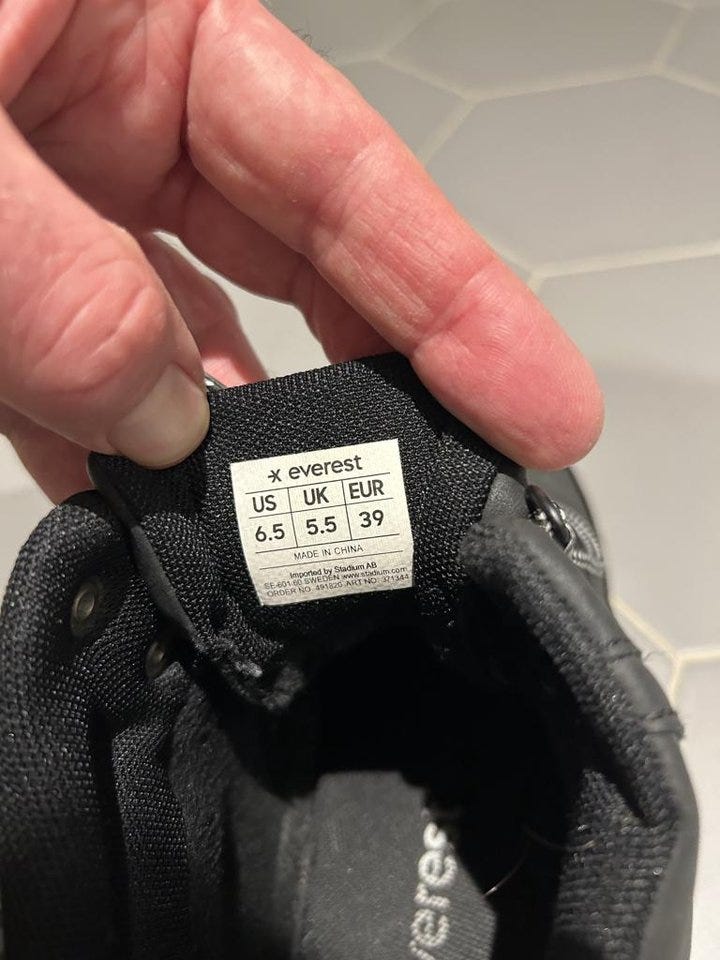 everest
US UK EUR
6.5 5.5 39
MADE IN CHINA
Imported by Stadium AB
SE-601 60 SWEDEN www.stadium.com
ORDER NO: 491820 ART NO: 371344
veres